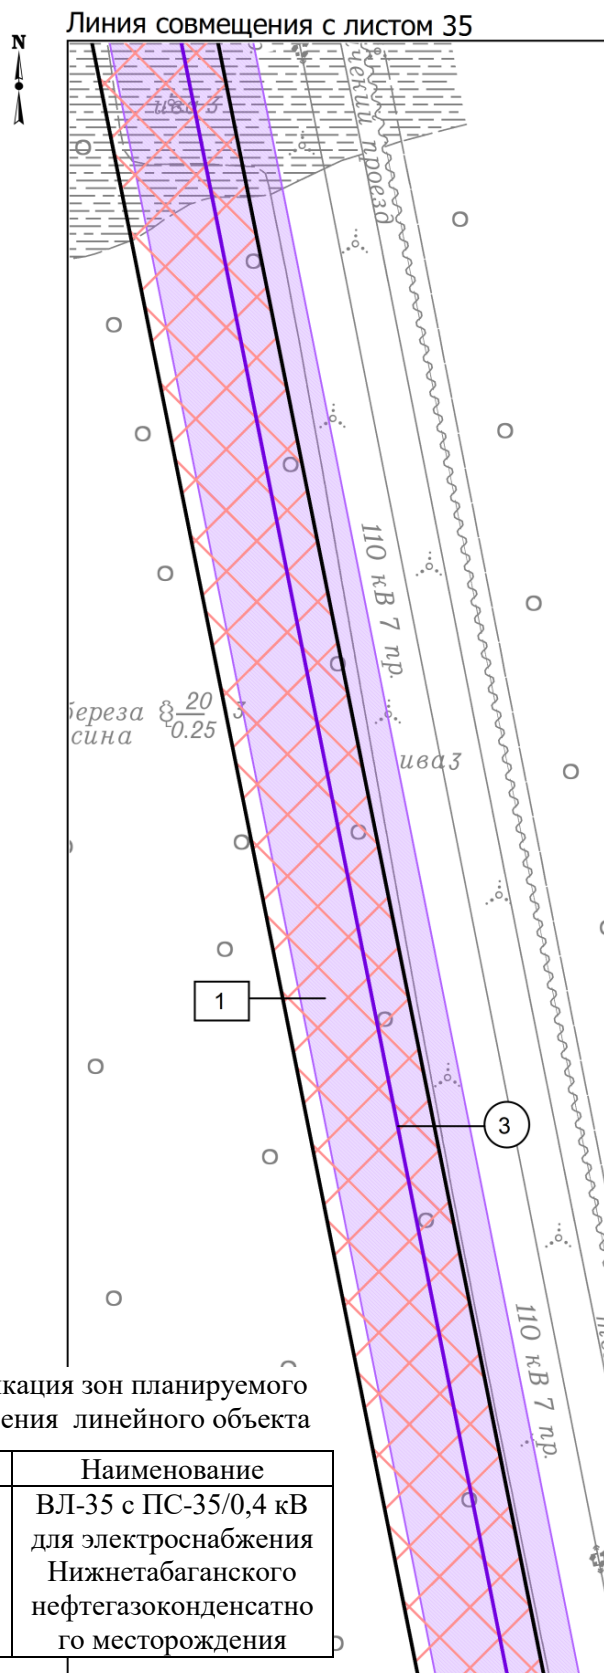 Линия совмещения с листом 35
N
ива 3
ческий проезд
110 кВ 7 пр.
береза 20 3
сина 0.25
ива3
1
3
110 кВ 7 пр.
кация зон планируемого
ения линейного объекта
Наименование
ВЛ-35 с ПС-35/0,4 кВ
для электроснабжения
Нижнетабаганского
нефтегазоконденсатно
го месторождения